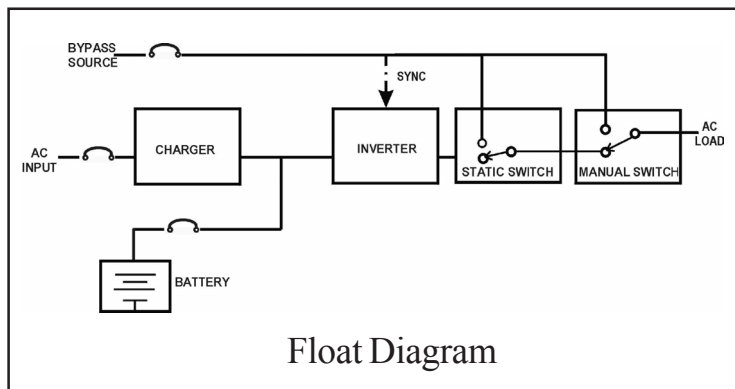 BYPASS
SOURCE
SYNC
AC
INPUT
CHARGER
INVERTER
STATIC SWITCH
MANUAL SWITCH
AC
LOAD
BATTERY
Float Diagram